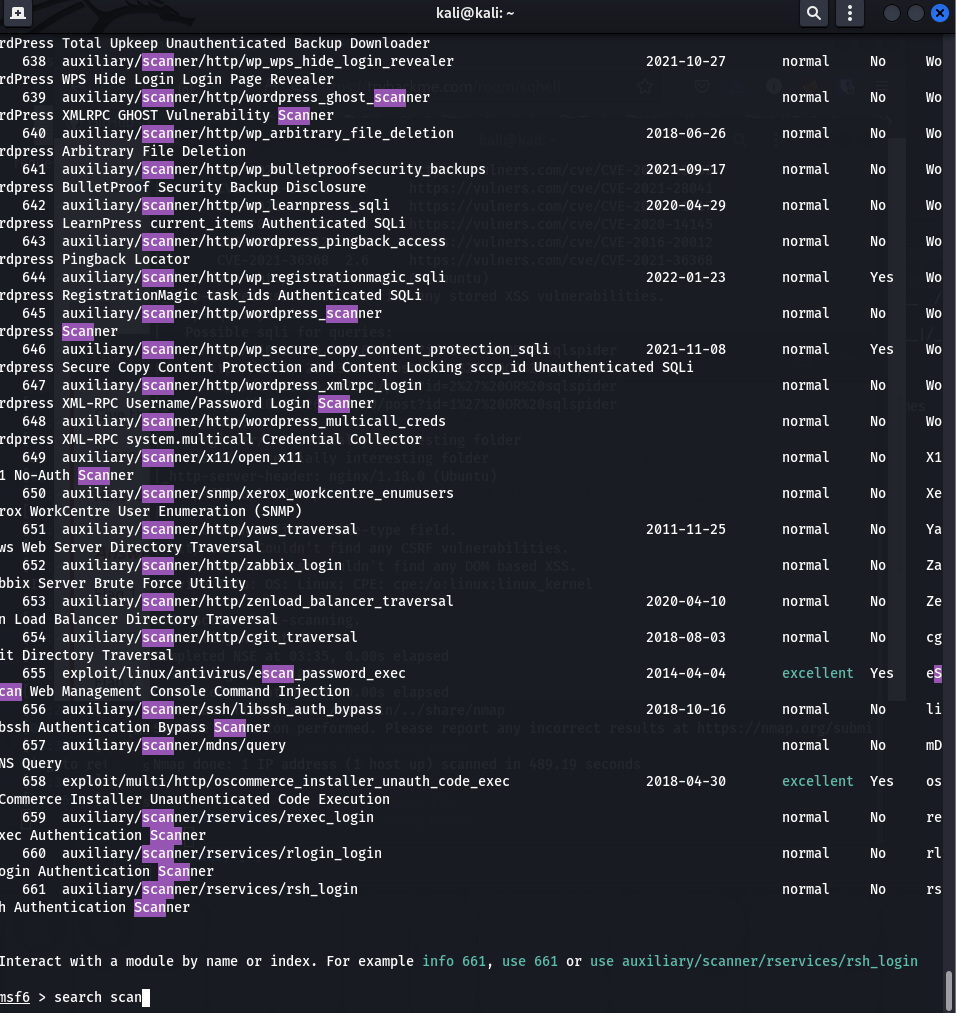 kali@kali: ~
rdPress Total Upkeep Unauthenticated Backup Downloader
638 auxiliary/scanner/http/wp_wps_hide_login_revealer 2021-10-27 normal No Wo
rdPress WPS Hide Login Login Page Revealer
639 auxiliary/scanner/http/wordpress_ghost_scanner normal No Wo
rdPress XMLRPC GHOST Vulnerability Scanner
640 auxiliary/scanner/http/wp_arbitrary_file_deletion 2018-06-26 normal No Wo
rdpress Arbitrary File Deletion
641 auxiliary/scanner/http/wp_bulletproofsecurity_backups 2021-09-17 normal No Wo
rdpress BulletProof Security Backup Disclosure
642 auxiliary/scanner/http/wp_learnpress_sqli 2020-04-29 normal No Wo
rdpress LearnPress current_items Authenticated SQLi
643 auxiliary/scanner/http/wordpress_pingback_access normal No Wo
rdpress Pingback Locator
644 auxiliary/scanner/http/wp_registrationmagic_sqli 2022-01-23 normal Yes Wo
rdpress RegistrationMagic task_ids Authenticated SQLi
645 auxiliary/scanner/http/wordpress_scanner normal No Wo
rdpress Scanner
646 auxiliary/scanner/http/wp_secure_copy_content_protection_sqli 2021-11-08 normal Yes Wo
rdpress Secure Copy Content Protection and Content Locking sccp_id Unauthenticated SQLi
647 auxiliary/scanner/http/wordpress_xmlrpc_login normal No Wo
rdpress XML-RPC Username/Password Login Scanner
648 auxiliary/scanner/http/wordpress_multicall_creds normal No Wo
rdpress XML-RPC system.multicall Credential Collector
649 auxiliary/scanner/x11/open_x11 normal No X1
1 No-Auth Scanner
650 auxiliary/scanner/snmp/xerox_workcentre_enumusers normal No Xe
rox WorkCentre User Enumeration (SNMP)
651 auxiliary/scanner/http/yaws_traversal 2011-11-25 normal No Ya
ws Web Server Directory Traversal
652 auxiliary/scanner/http/zabbix_login normal No Za
bbix Server Brute Force Utility
653 auxiliary/scanner/http/zenload_balancer_traversal 2020-04-10 normal No Ze
n Load Balancer Directory Traversal
654 auxiliary/scanner/http/cgit_traversal 2018-08-03 normal No cg
it Directory Traversal
655 exploit/linux/antivirus/escan_password_exec 2014-04-04 excellent Yes eS
can Web Management Console Command Injection
656 auxiliary/scanner/ssh/libssh_auth_bypass 2018-10-16 normal No li
bssh Authentication Bypass Scanner
657 auxiliary/scanner/mdns/query normal No mD
NS Query
658 exploit/multi/http/oscommerce_installer_unauth_code_exec 2018-04-30 excellent Yes os
Commerce Installer Unauthenticated Code Execution
659 auxiliary/scanner/rservices/rexec_login normal No re
xec Authentication Scanner
660 auxiliary/scanner/rservices/rlogin_login normal No rl
ogin Authentication Scanner
661 auxiliary/scanner/rservices/rsh_login normal No rs
h Authentication Scanner
Interact with a module by name or index. For example info 661, use 661 or use auxiliary/scanner/rservices/rsh_login
msf6 > search scan